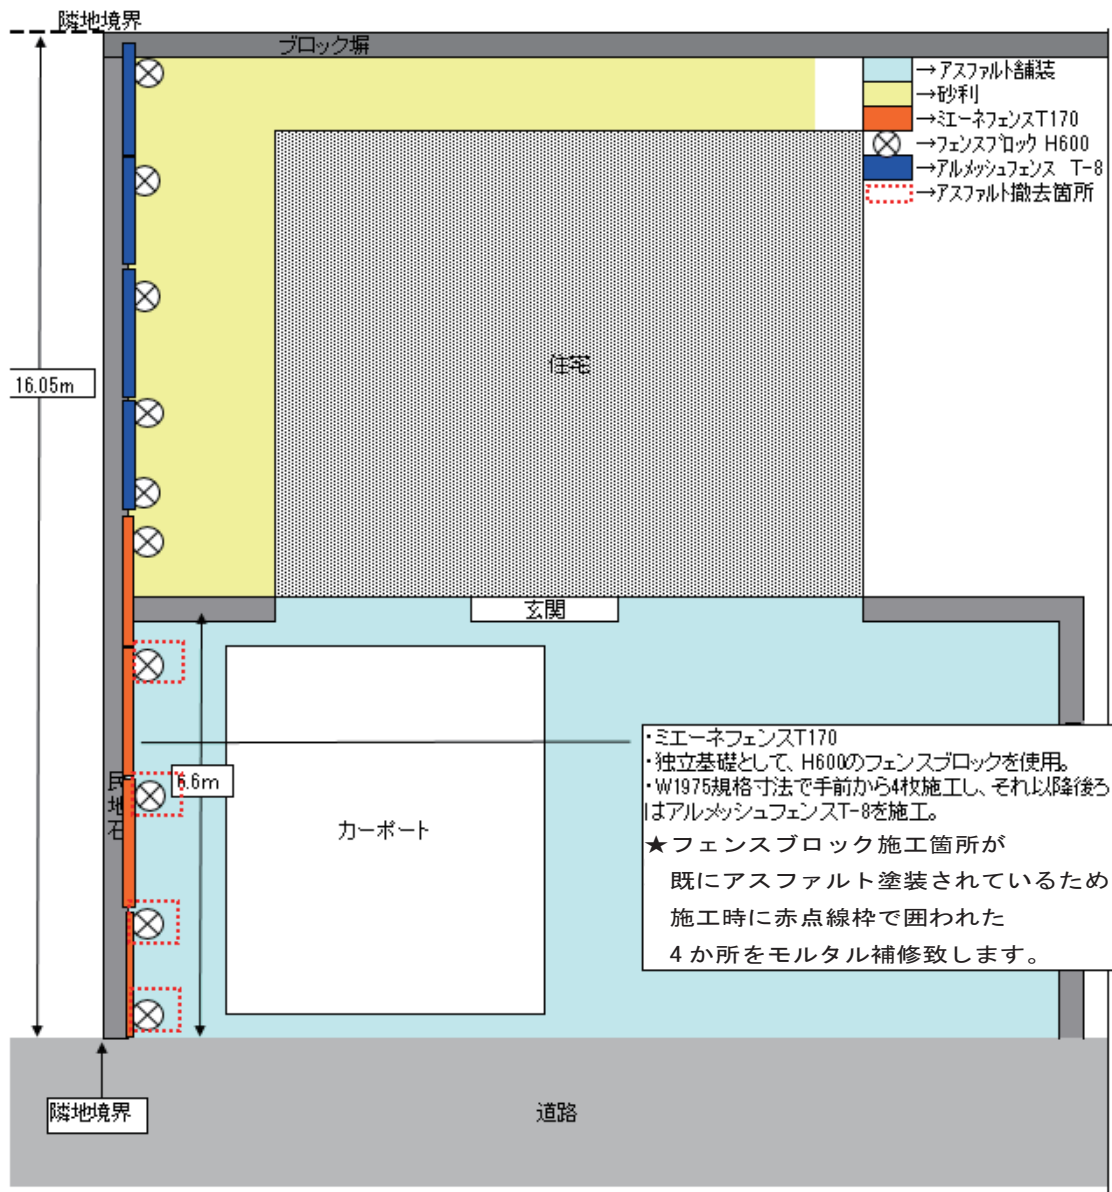 隣地境界
ブロック塀
→アスファルト舗装
→砂利
→ミエーネフェンスT170
→フェンスブロック H600
→アルメッシュフェンス T-8
→アスファルト撤去箇所
16.05m
住宅
玄関
6.6m
民地石
カーポート
・ミエーネフェンスT170
・独立基礎として、H600のフェンスブロックを使用。
・W1975規格寸法で手前から4枚施工し、それ以降後ろ
はアルメッシュフェンスT-8を施工。
★フェンスブロック施工箇所が
既にアスファルト塗装されているため
施工時に赤点線枠で囲われた
4か所をモルタル補修致します。
隣地境界
道路